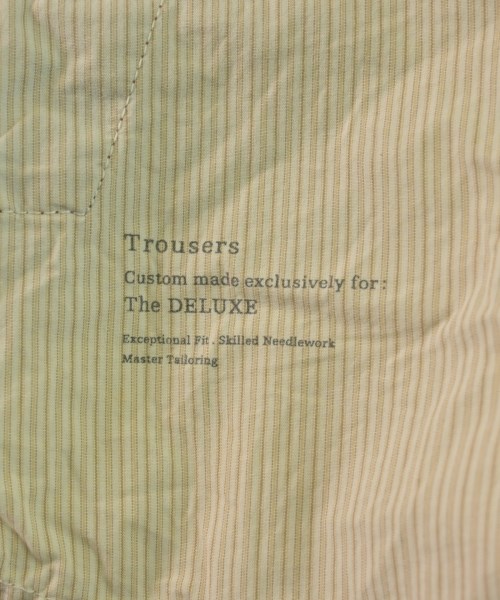 Trousers
Custom made exclusively for:
The DELUXE
Exceptional Fit. Skilled Needlework
Master Tailoring